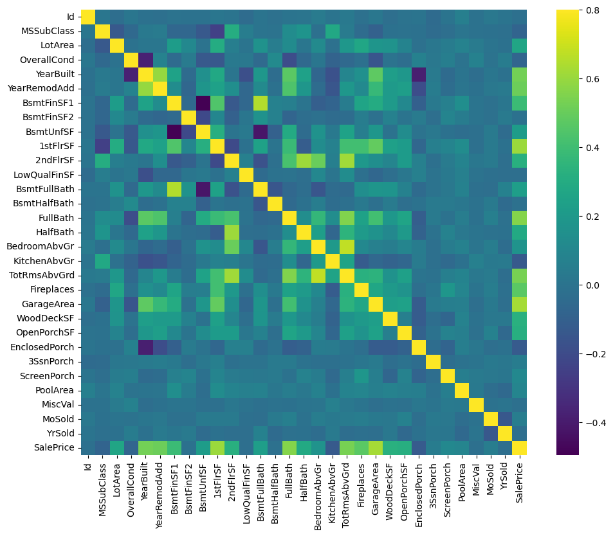 Id
MSSubClass
LotArea
OverallCond
YearBuilt
YearRemodAdd
BsmtFinSF1
BsmtFinSF2
BsmtUnfSF
1stFlrSF
2ndFlrSF
LowQualFinSF
BsmtFullBath
BsmtHalfBath
FullBath
HalfBath
BedroomAbvGr
KitchenAbvGr
TotRmsAbvGrd
Fireplaces
GarageArea
WoodDeckSF
OpenPorchSF
EnclosedPorch
3SsnPorch
ScreenPorch
PoolArea
MiscVal
MoSold
YrSold
SalePrice
Id
MSSubClass
LotArea
OverallCond
YearBuilt
YearRemodAdd
BsmtFinSF1
BsmtFinSF2
BsmtUnfSF
1stFlrSF
2ndFlrSF
LowQualFinSF
BsmtFullBath
BsmtHalfBath
FullBath
HalfBath
BedroomAbvGr
KitchenAbvGr
TotRmsAbvGrd
Fireplaces
GarageArea
WoodDeckSF
OpenPorchSF
EnclosedPorch
3SsnPorch
ScreenPorch
PoolArea
MiscVal
MoSold
YrSold
SalePrice
0.8
0.6
0.4
0.2
0.0
−0.2
−0.4